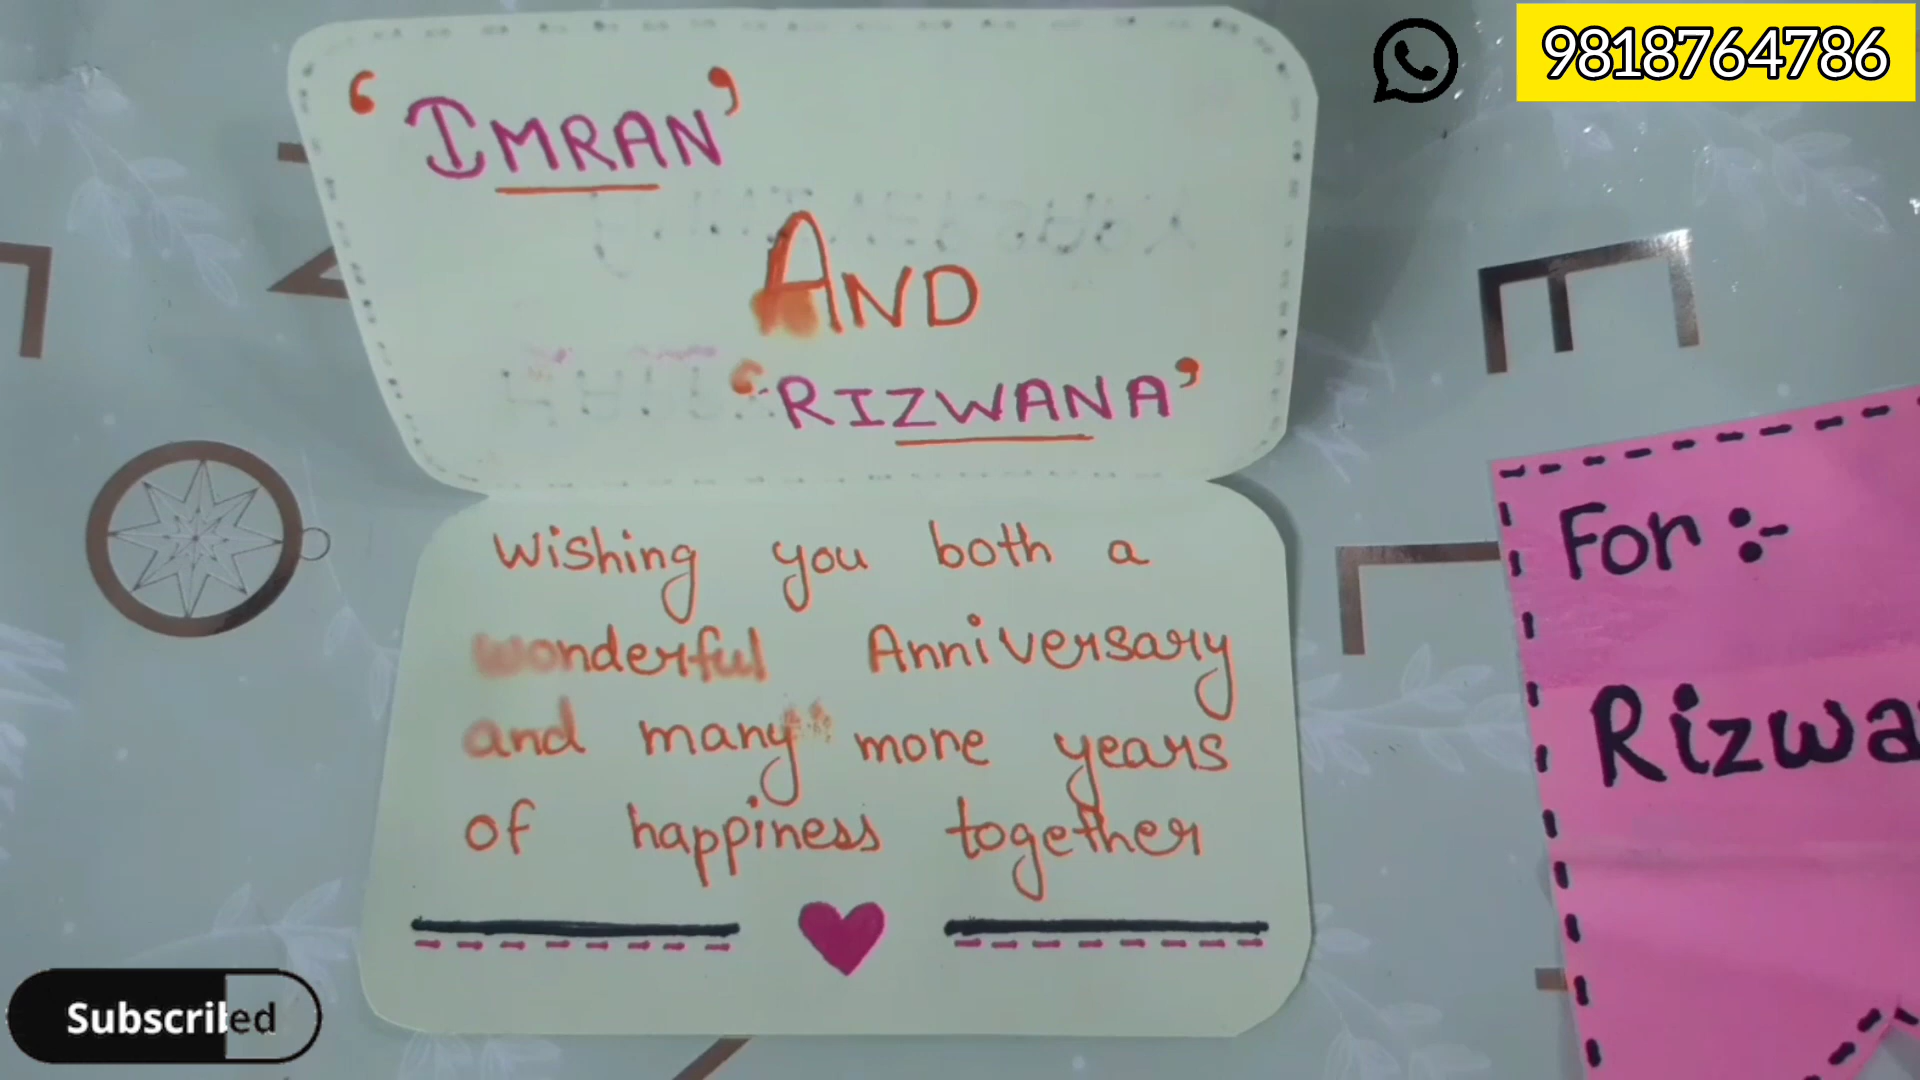 9818764786
'IMRAN'
AND
'RIZWANA'
Wishing you both a
wonderful Anniversary
and many more years
of happiness together
For :-
Rizwa
Subscribed